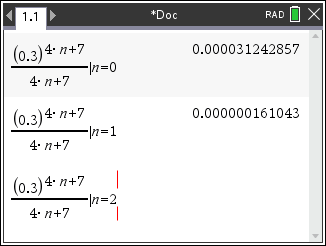 1.1 *Doc RAD
(0.3)^(4·n+7)/(4·n+7)|n=0 0.000031242857
(0.3)^(4·n+7)/(4·n+7)|n=1 0.000000161043
(0.3)^(4·n+7)/(4·n+7)|n=2